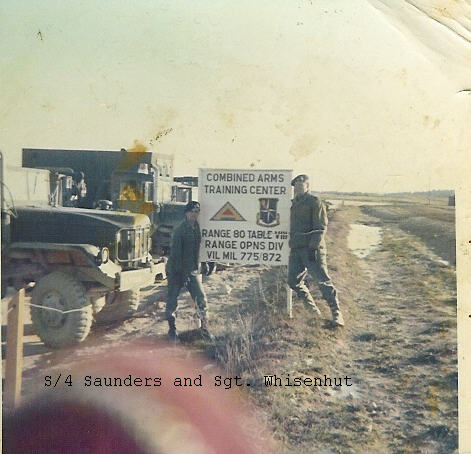 COMBINED ARMS
TRAINING CENTER
RANGE 80 TABLE VIII
RANGE OPNS DIV
VIL MIL 775/872
S/4 Saunders and Sgt. Whisenhut